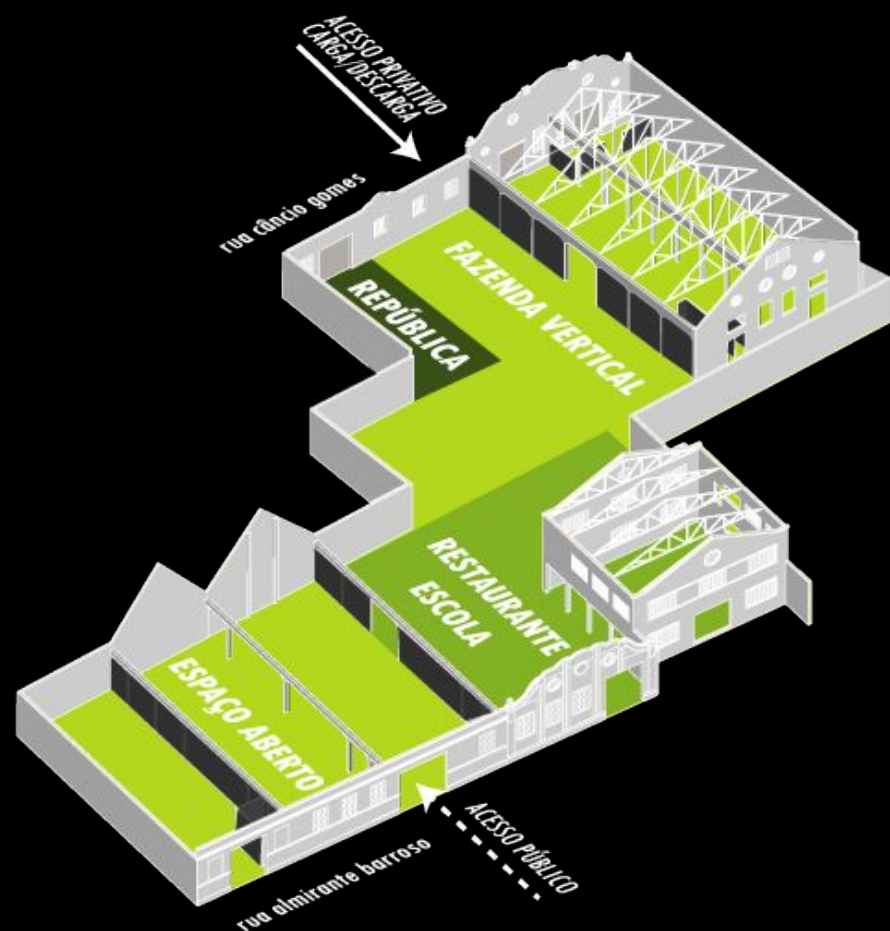 ACESSO PRIVATIVO
CARGA/DESCARGA
rua câncio gomes
FAZENDA VERTICAL
REPÚBLICA
RESTAURANTE
ESCOLA
ESPAÇO ABERTO
ACESSO PÚBLICO
rua almirante barroso